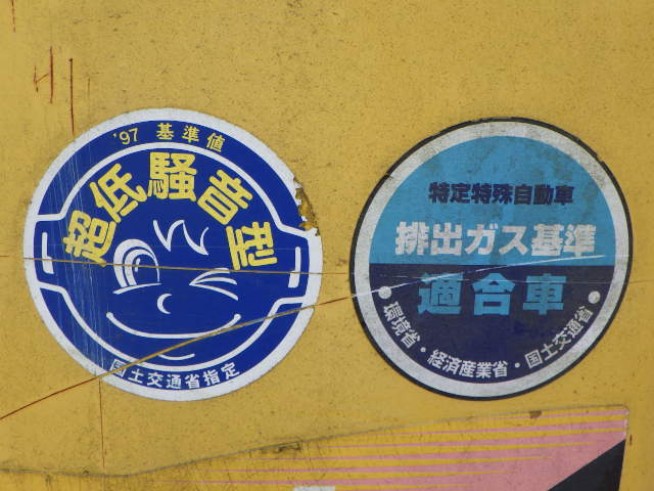 '97 基準値
超低騒音型
国土交通省指定
特定特殊自動車
排出ガス基準
適合車
・環境省・経済産業省・国土交通省・